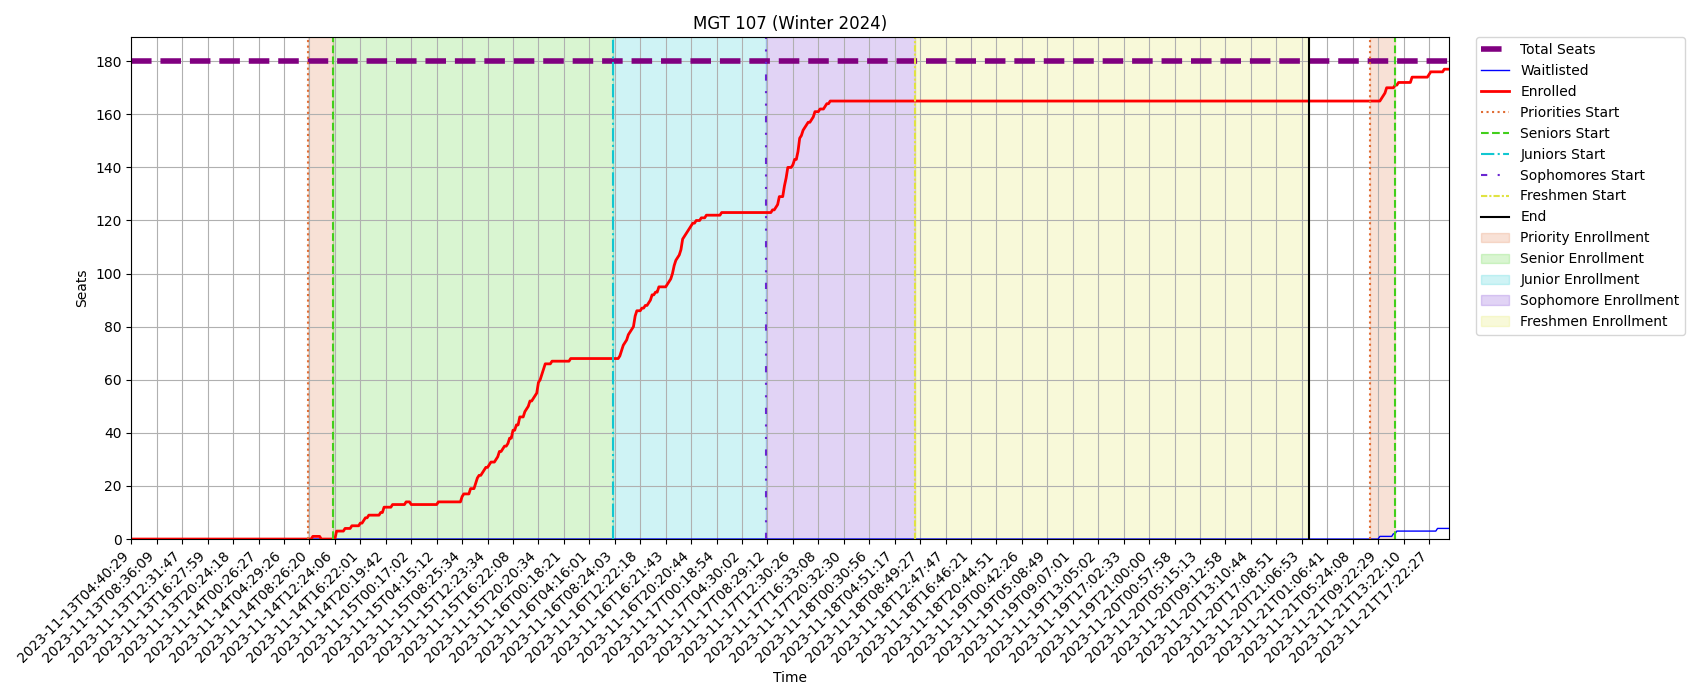 MGT 107 (Winter 2024)
Seats
180
160
140
120
100
80
60
40
20
0
2023-11-13T04:40:29
2023-11-13T08:36:09
2023-11-13T12:31:47
2023-11-13T16:27:59
2023-11-13T20:24:18
2023-11-14T00:26:27
2023-11-14T04:29:26
2023-11-14T08:26:20
2023-11-14T12:24:06
2023-11-14T16:22:01
2023-11-14T20:19:42
2023-11-15T00:17:02
2023-11-15T04:15:12
2023-11-15T08:25:34
2023-11-15T12:23:34
2023-11-15T16:22:08
2023-11-15T20:20:34
2023-11-16T00:18:21
2023-11-16T04:16:01
2023-11-16T08:24:03
2023-11-16T12:22:18
2023-11-16T16:21:43
2023-11-16T20:20:44
2023-11-17T00:18:54
2023-11-17T04:30:02
2023-11-17T08:29:12
2023-11-17T12:30:26
2023-11-17T16:33:08
2023-11-17T20:32:30
2023-11-18T00:30:56
2023-11-18T04:51:17
2023-11-18T08:49:27
2023-11-18T12:47:47
2023-11-18T16:46:21
2023-11-18T20:44:51
2023-11-19T00:42:26
2023-11-19T05:08:49
2023-11-19T09:07:01
2023-11-19T13:05:02
2023-11-19T17:02:33
2023-11-19T21:00:00
2023-11-20T00:57:58
2023-11-20T05:15:13
2023-11-20T09:12:58
2023-11-20T13:10:44
2023-11-20T17:08:51
2023-11-20T21:06:53
2023-11-21T01:06:41
2023-11-21T05:24:08
2023-11-21T09:22:29
2023-11-21T13:22:10
2023-11-21T17:22:27
Time
Total Seats
Waitlisted
Enrolled
Priorities Start
Seniors Start
Juniors Start
Sophomores Start
Freshmen Start
End
Priority Enrollment
Senior Enrollment
Junior Enrollment
Sophomore Enrollment
Freshmen Enrollment